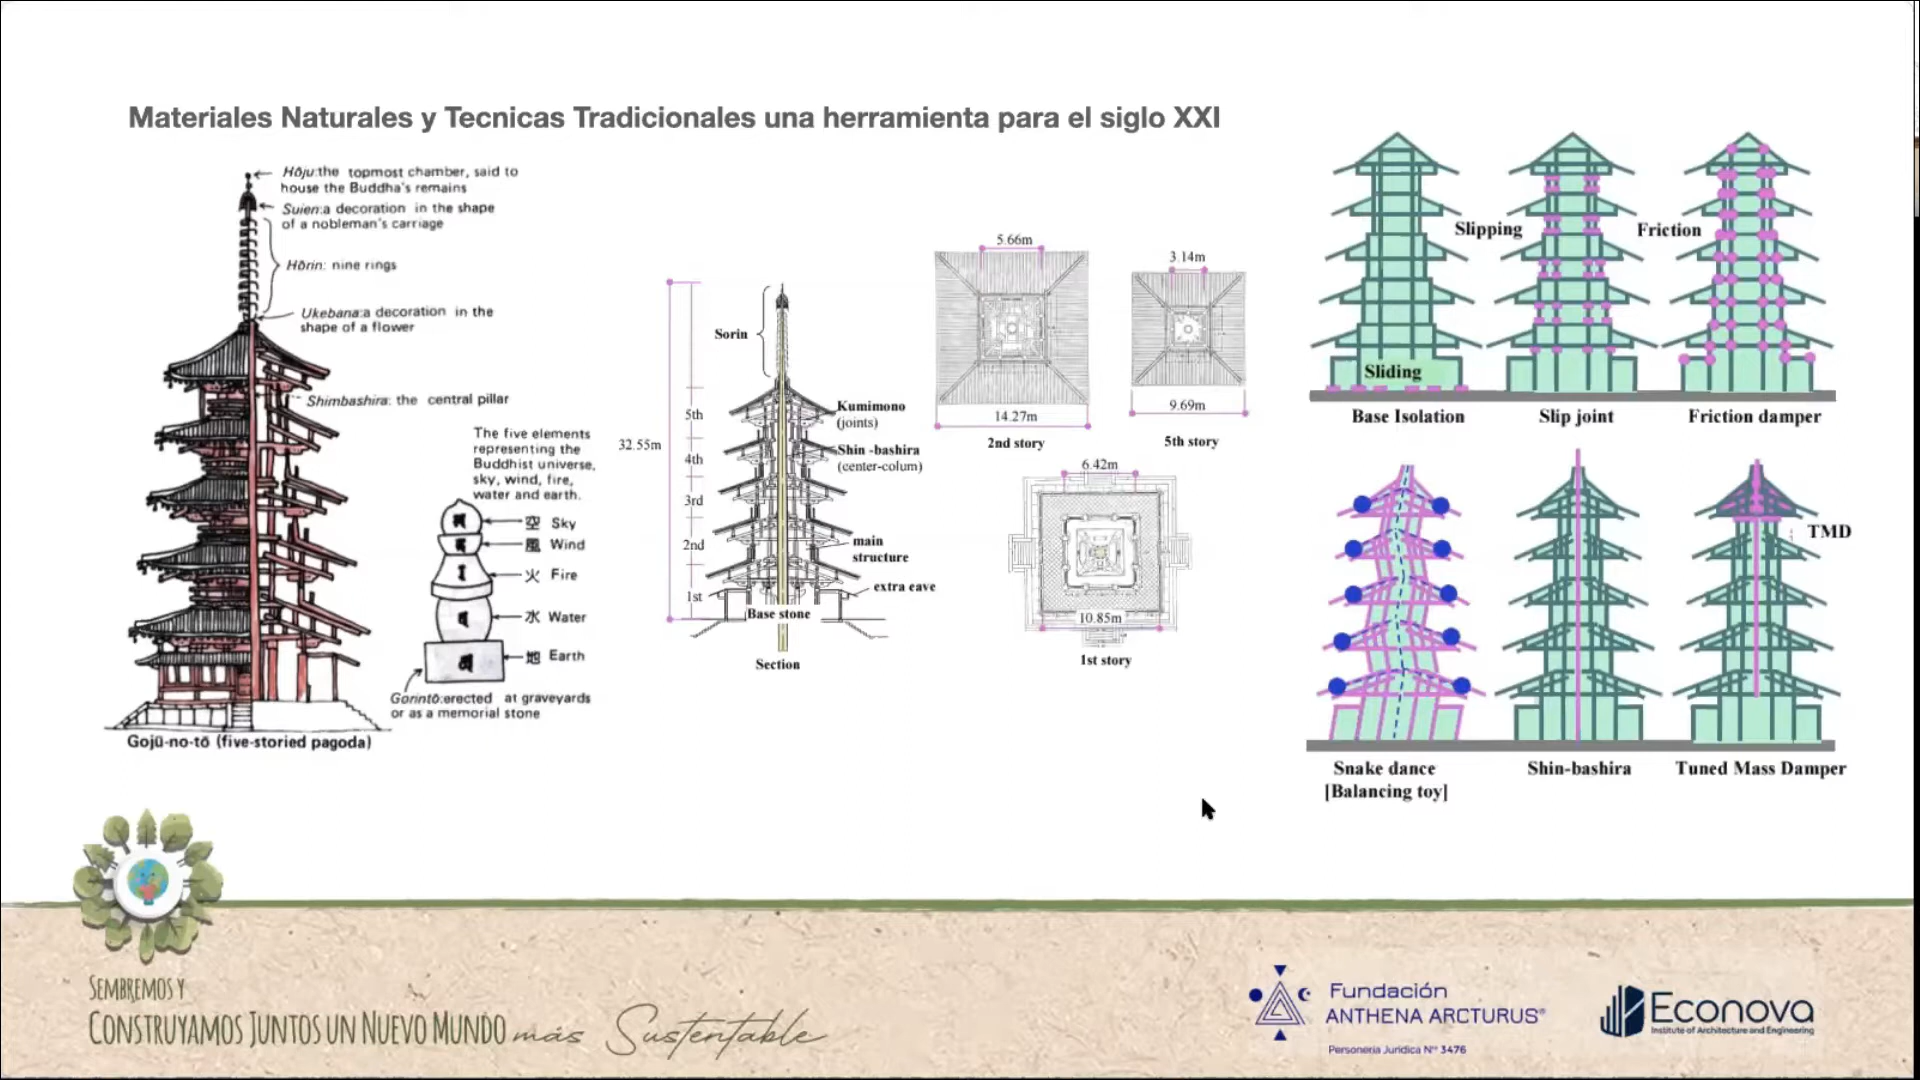 Materiales Naturales y Tecnicas Tradicionales una herramienta para el siglo XXI
Hōju:the topmost chamber, said to
house the Buddha's remains
Suien:a decoration in the shape
of a nobleman's carriage
Hōrin: nine rings
Ukebana:a decoration in the
shape of a flower
Shimbashira: the central pillar
The five elements
representing the
Buddhist universe,
sky, wind, fire,
water and earth.
空 Sky
風 Wind
火 Fire
水 Water
地 Earth
Gorintō:erected at graveyards
or as a memorial stone
Gojū-no-tō (five-storied pagoda)
Sorin
32.55m
5th
4th
3rd
2nd
1st
Kumimono
(joints)
Shin -bashira
(center-colum)
main
structure
extra eave
Base stone
Section
5.66m
14.27m
2nd story
3.14m
9.69m
5th story
6.42m
10.85m
1st story
Slipping
Friction
Sliding
Base Isolation
Slip joint
Friction damper
TMD
Snake dance
[Balancing toy]
Shin-bashira
Tuned Mass Damper
SEMBREMOS Y
CONSTRUYAMOS JUNTOS UN NUEVO MUNDO más Sustentable
Fundación
ANTHENA ARCTURUS®
Personería Jurídica Nº 3476
Econova
Institute of Architecture and Engineering